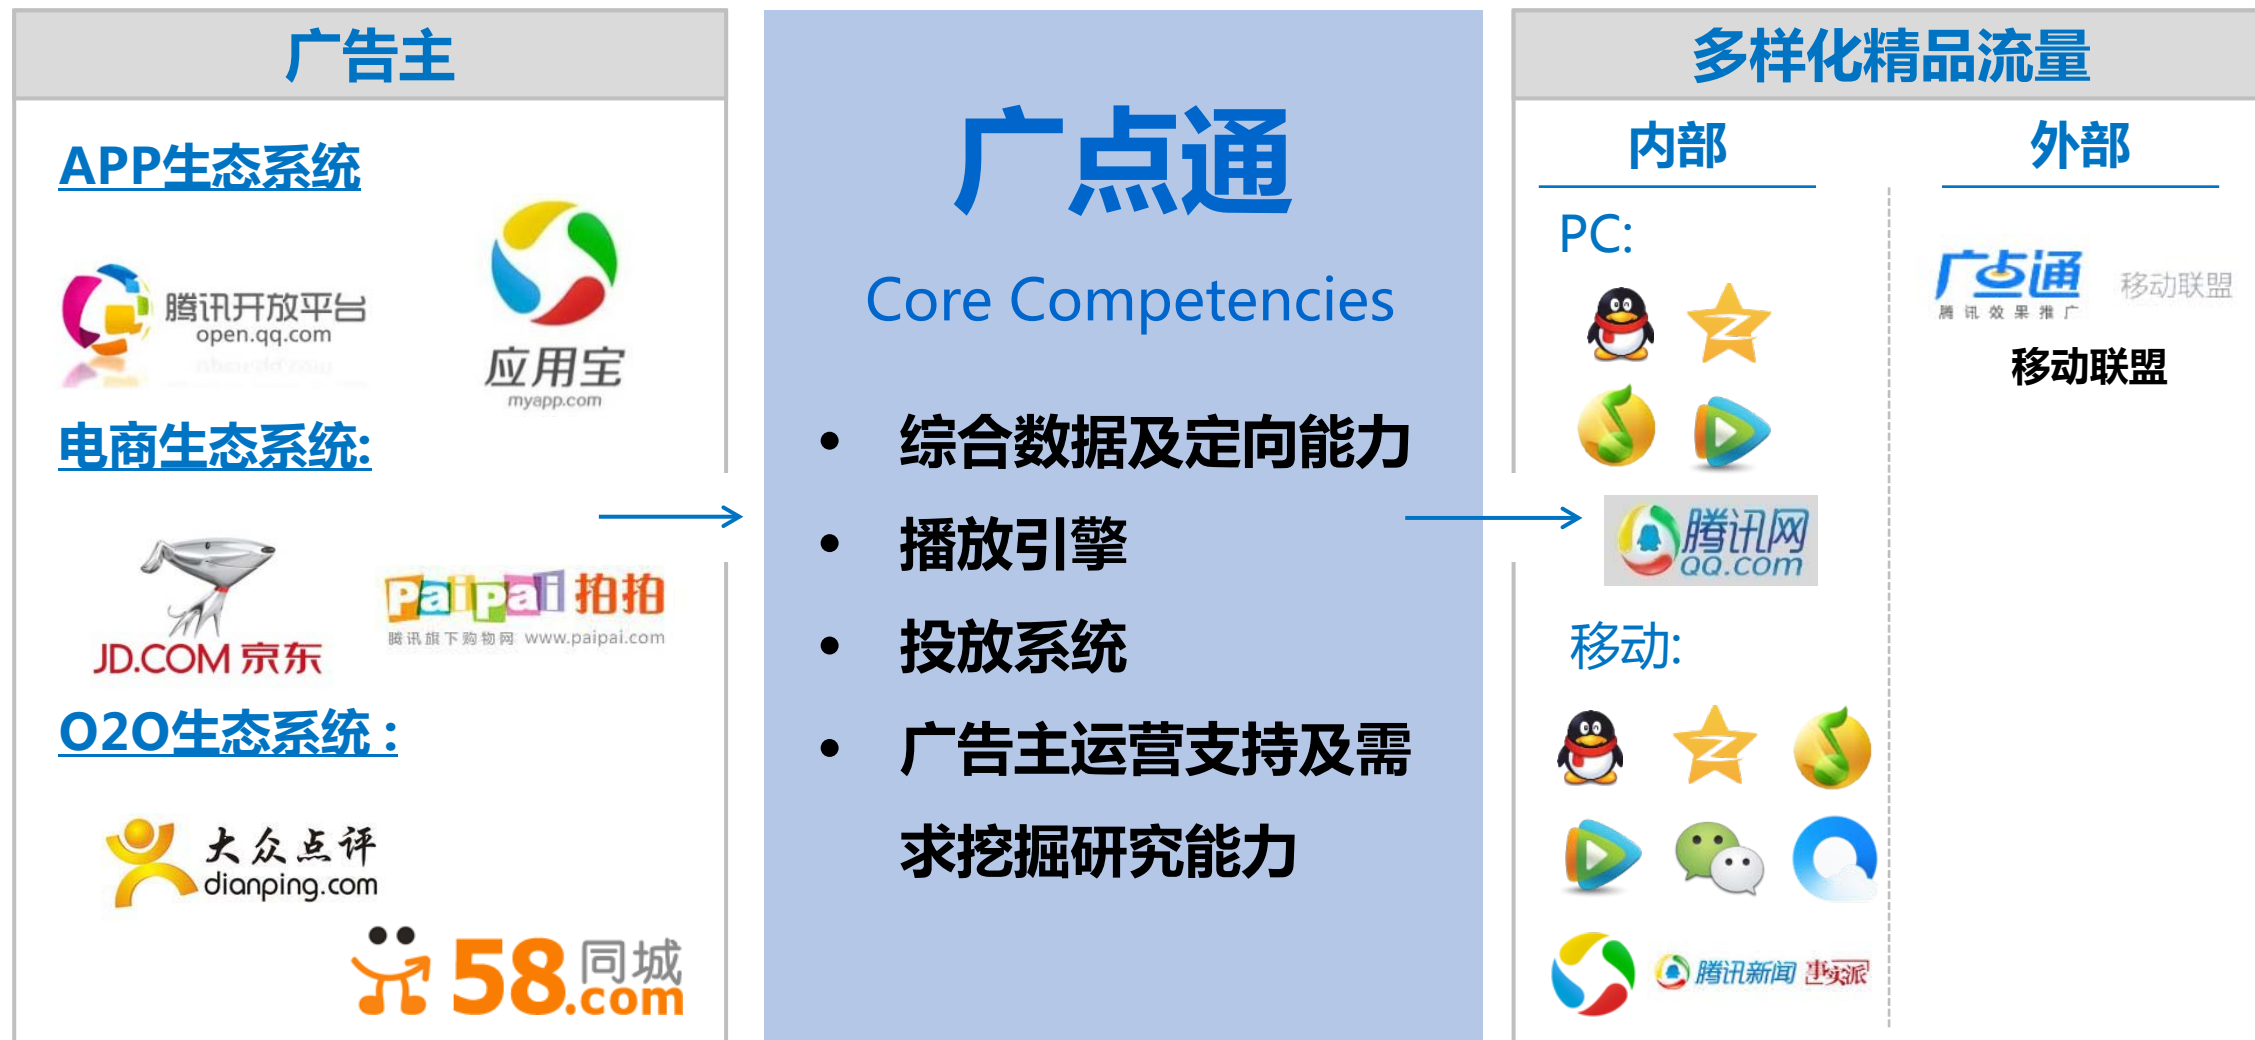 广告主
APP生态系统
腾讯开放平台
open.qq.com
应用宝
myapp.com
电商生态系统:
JD.COM 京东
PaiPai 拍拍
腾讯旗下购物网 www.paipai.com
O2O生态系统 :
大众点评
dianping.com
58同城
.com
广点通
Core Competencies
• 综合数据及定向能力
• 播放引擎
• 投放系统
• 广告主运营支持及需
求挖掘研究能力
多样化精品流量
内部
PC:
腾讯网
QQ.com
移动:
腾讯新闻 事实派
外部
广点通 移动联盟
腾讯效果推广
移动联盟